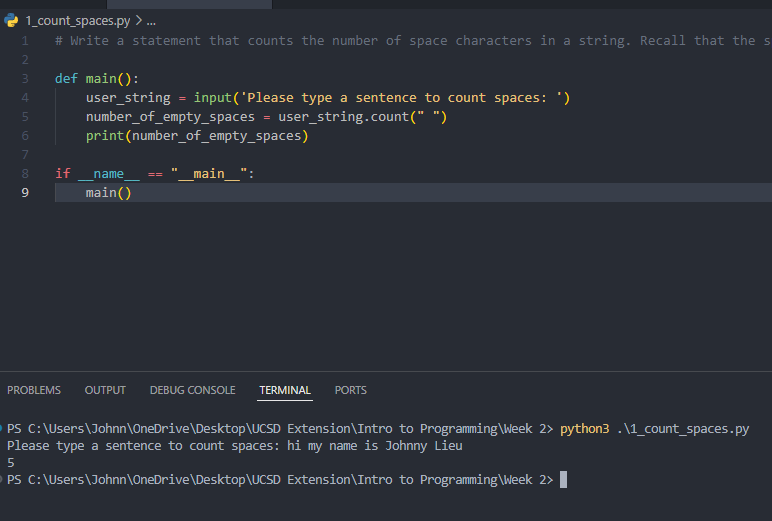 1_count_spaces.py > ...
1 # Write a statement that counts the number of space characters in a string. Recall that the s
2
3 def main():
4     user_string = input('Please type a sentence to count spaces: ')
5     number_of_empty_spaces = user_string.count(" ")
6     print(number_of_empty_spaces)
7
8 if __name__ == "__main__":
9     main()
PROBLEMS OUTPUT DEBUG CONSOLE TERMINAL PORTS
PS C:\Users\Johnn\OneDrive\Desktop\UCSD Extension\Intro to Programming\Week 2> python3 .\1_count_spaces.py
Please type a sentence to count spaces: hi my name is Johnny Lieu
5
PS C:\Users\Johnn\OneDrive\Desktop\UCSD Extension\Intro to Programming\Week 2>